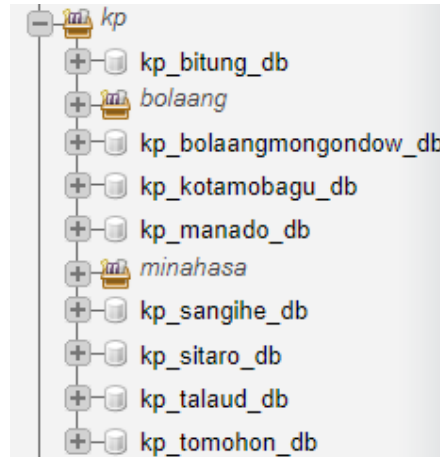 kp
kp_bitung_db
bolaang
kp_bolaangmongondow_db
kp_kotamobagu_db
kp_manado_db
minahasa
kp_sangihe_db
kp_sitaro_db
kp_talaud_db
kp_tomohon_db